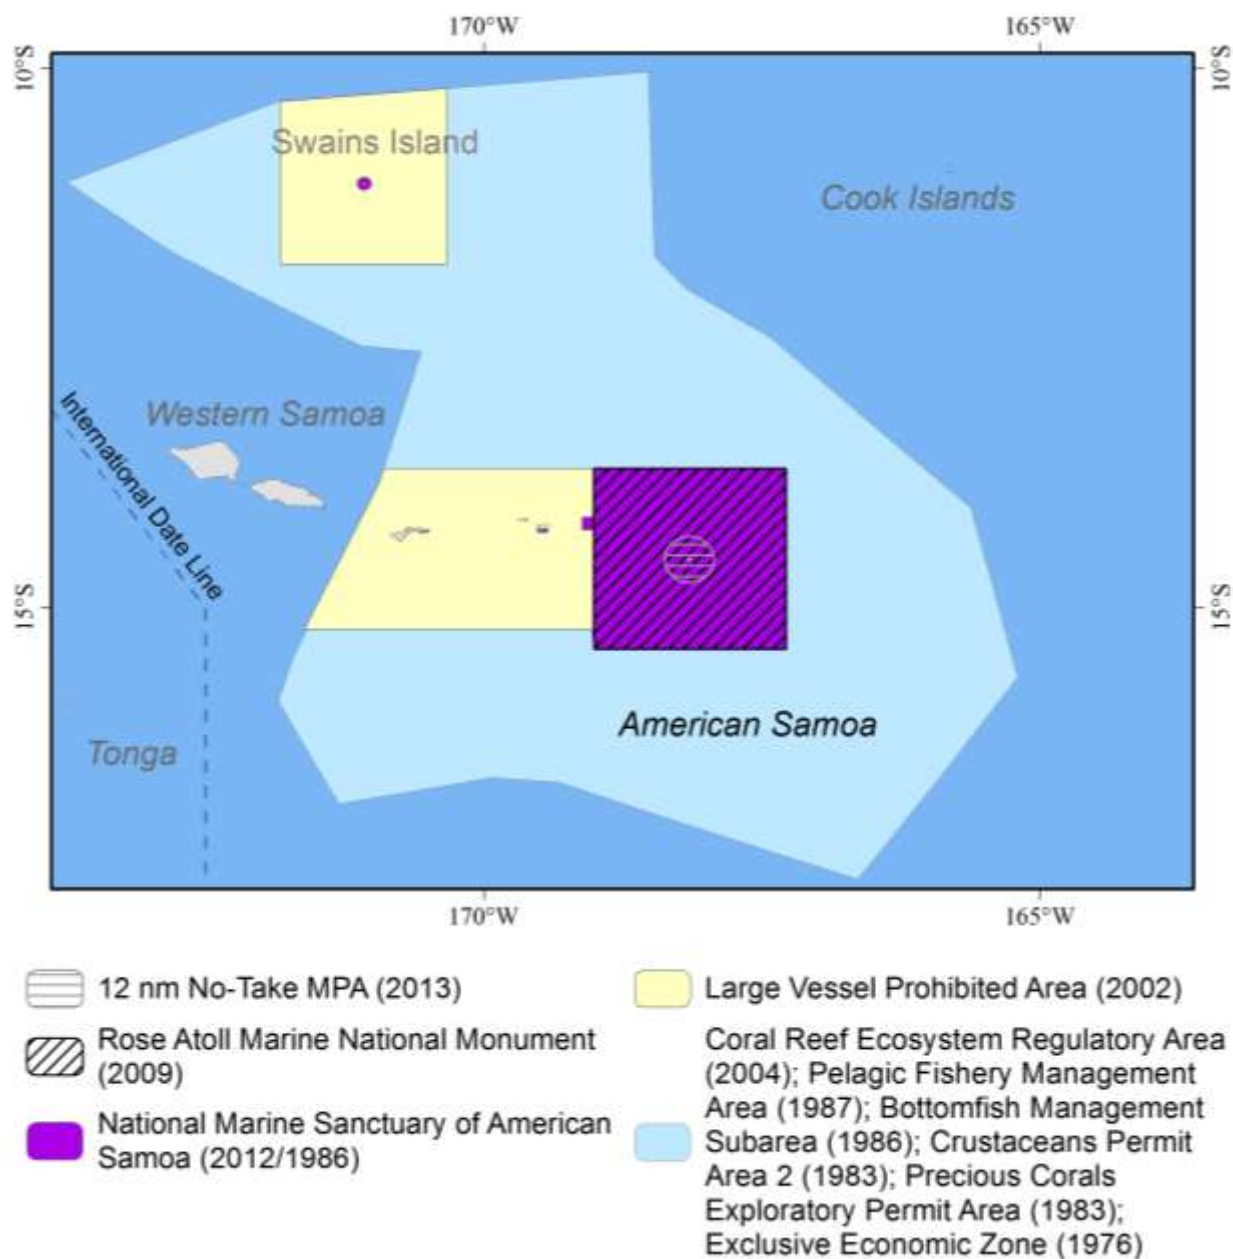 170°W
165°W
10°S
10°S
Swains Island
Cook Islands
Western Samoa
International Date Line
15°S
15°S
American Samoa
Tonga
170°W
165°W
12 nm No-Take MPA (2013)
Rose Atoll Marine National Monument
(2009)
National Marine Sanctuary of American
Samoa (2012/1986)
Large Vessel Prohibited Area (2002)
Coral Reef Ecosystem Regulatory Area
(2004); Pelagic Fishery Management
Area (1987); Bottomfish Management
Subarea (1986); Crustaceans Permit
Area 2 (1983); Precious Corals
Exploratory Permit Area (1983);
Exclusive Economic Zone (1976)